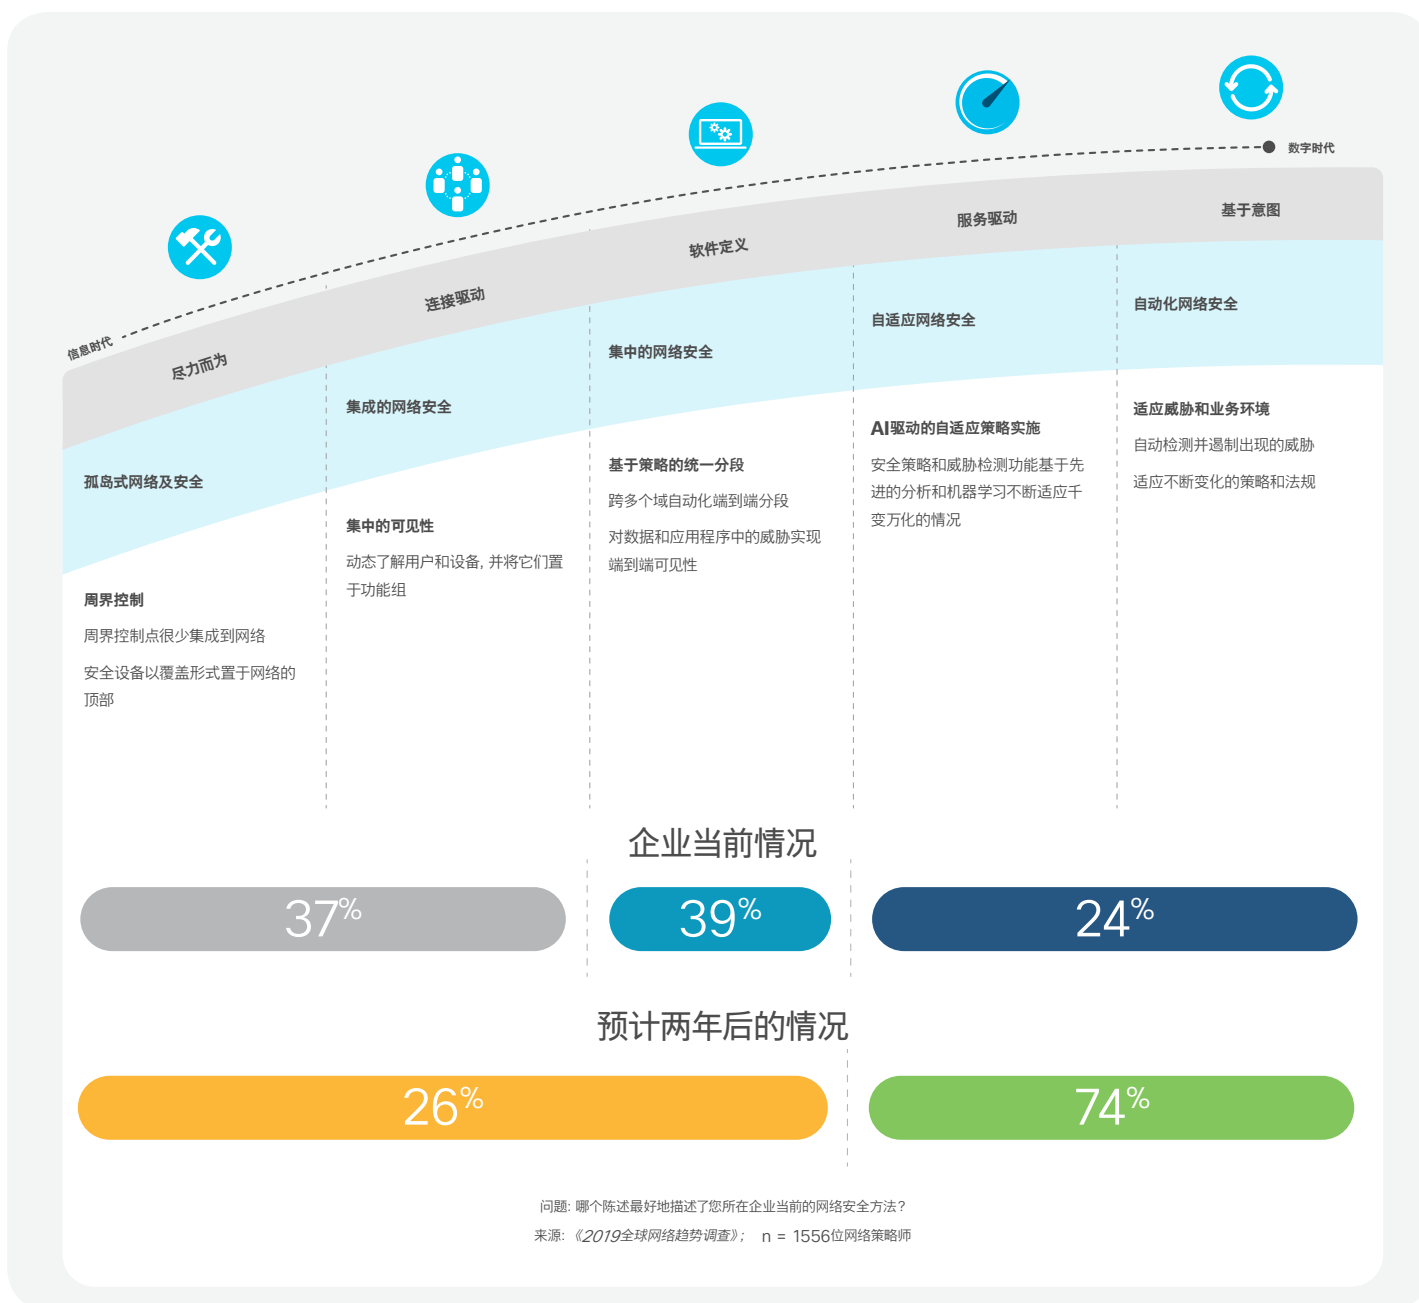 数字时代
信息时代
尽力而为
连接驱动
软件定义
服务驱动
基于意图
孤岛式网络及安全
周界控制
周界控制点很少集成到网络
安全设备以覆盖形式置于网络的
顶部
集成的网络安全
集中的可见性
动态了解用户和设备, 并将它们置
于功能组
集中的网络安全
基于策略的统一分段
跨多个域自动化端到端分段
对数据和应用程序中的威胁实现
端到端可见性
自适应网络安全
AI驱动的自适应策略实施
安全策略和威胁检测功能基于先
进的分析和机器学习不断适应千
变万化的情况
自动化网络安全
适应威胁和业务环境
自动检测并遏制出现的威胁
适应不断变化的策略和法规
企业当前情况
37%
39%
24%
预计两年后的情况
26%
74%
问题: 哪个陈述最好地描述了您所在企业当前的网络安全方法?
来源: 《2019全球网络趋势调查》; n = 1556位网络策略师